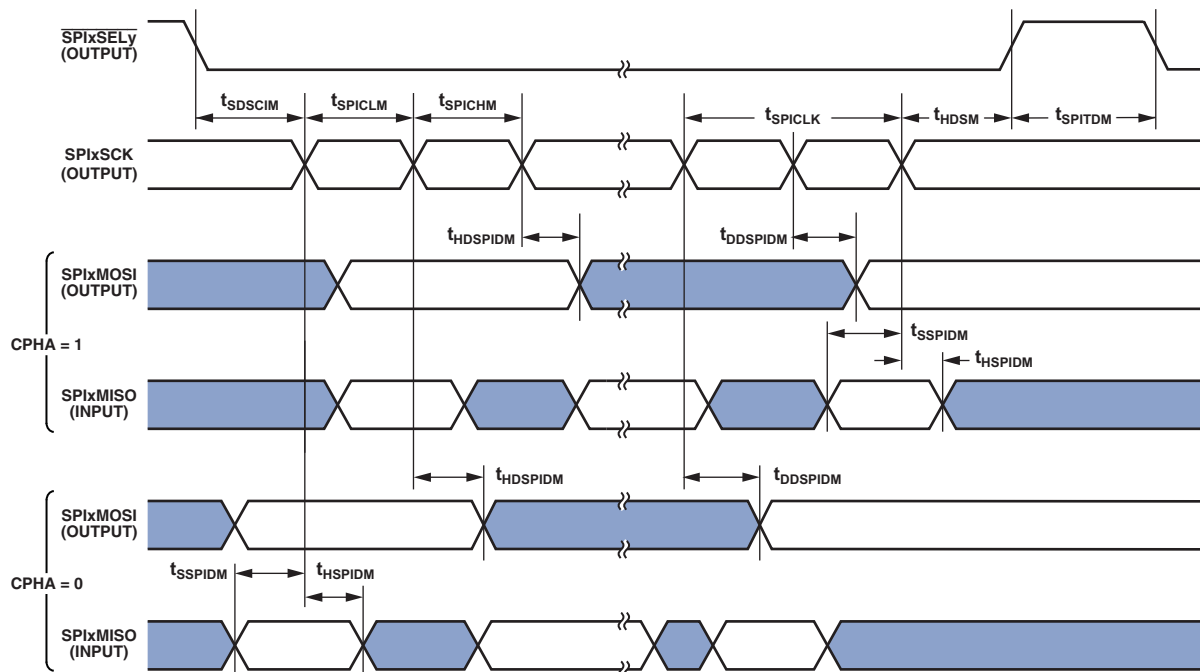 SPIxSELy
(OUTPUT)
tSDSCIM
tSPICLM
tSPICHM
tSPICLK
tHDSM
tSPITDM
SPIxSCK
(OUTPUT)
tHDSPIDM
tDDSPIDM
SPIxMOSI
(OUTPUT)
CPHA = 1
tSSPIDM
tHSPIDM
SPIxMISO
(INPUT)
tHDSPIDM
tDDSPIDM
SPIxMOSI
(OUTPUT)
CPHA = 0
tSSPIDM
tHSPIDM
SPIxMISO
(INPUT)